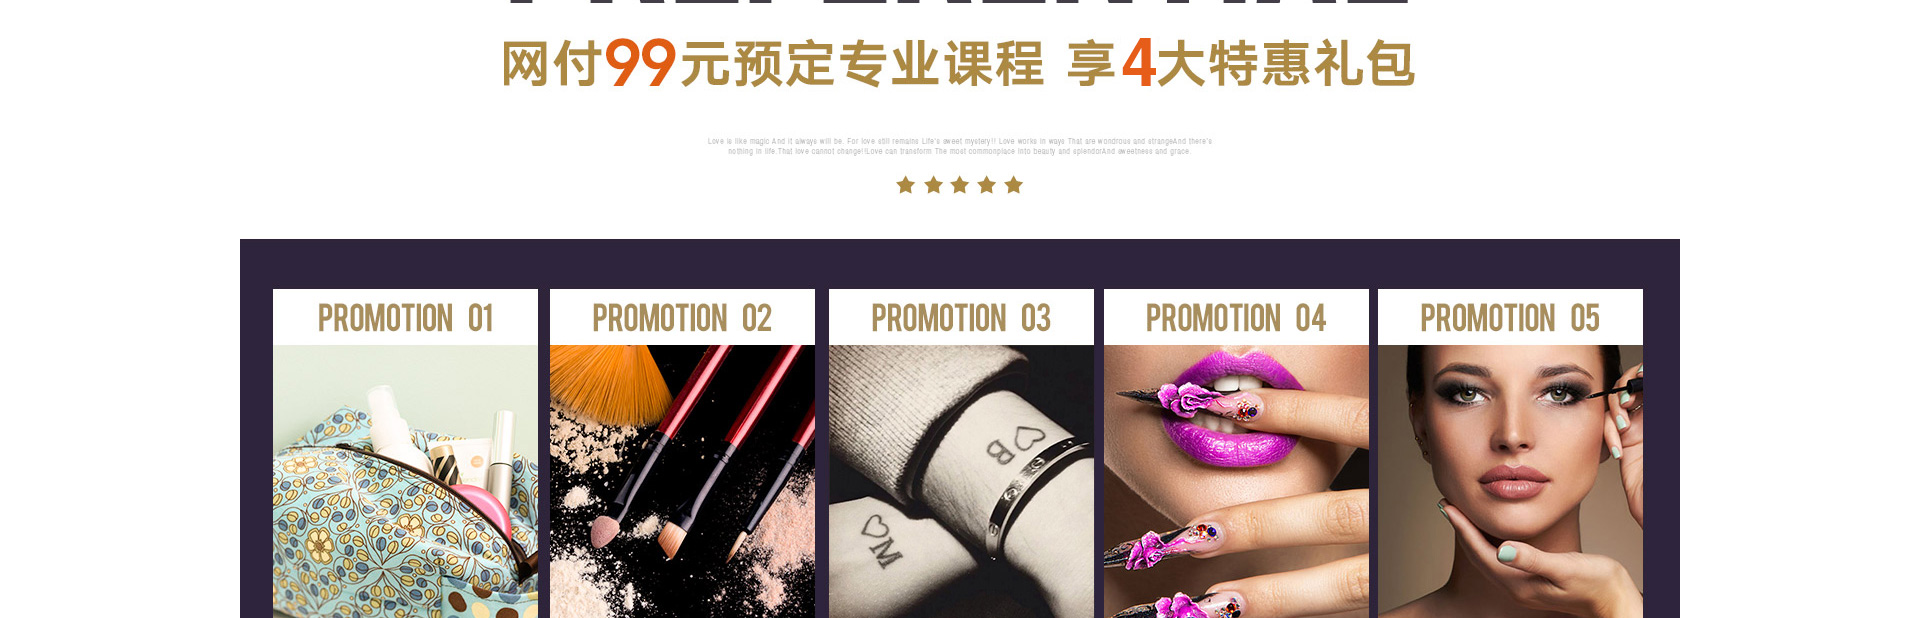 网付99元预定专业课程 享4大特惠礼包
Love is like magic And it always will be. For love still remains Life's sweet mystery!! Love works in ways That are wondrous and strangeAnd there's
nothing in life.That love cannot change!!Love can transform The most commonplace Into beauty and splendorAnd sweetness and grace.
PROMOTION 01
PROMOTION 02
PROMOTION 03
PROMOTION 04
PROMOTION 05
B
M